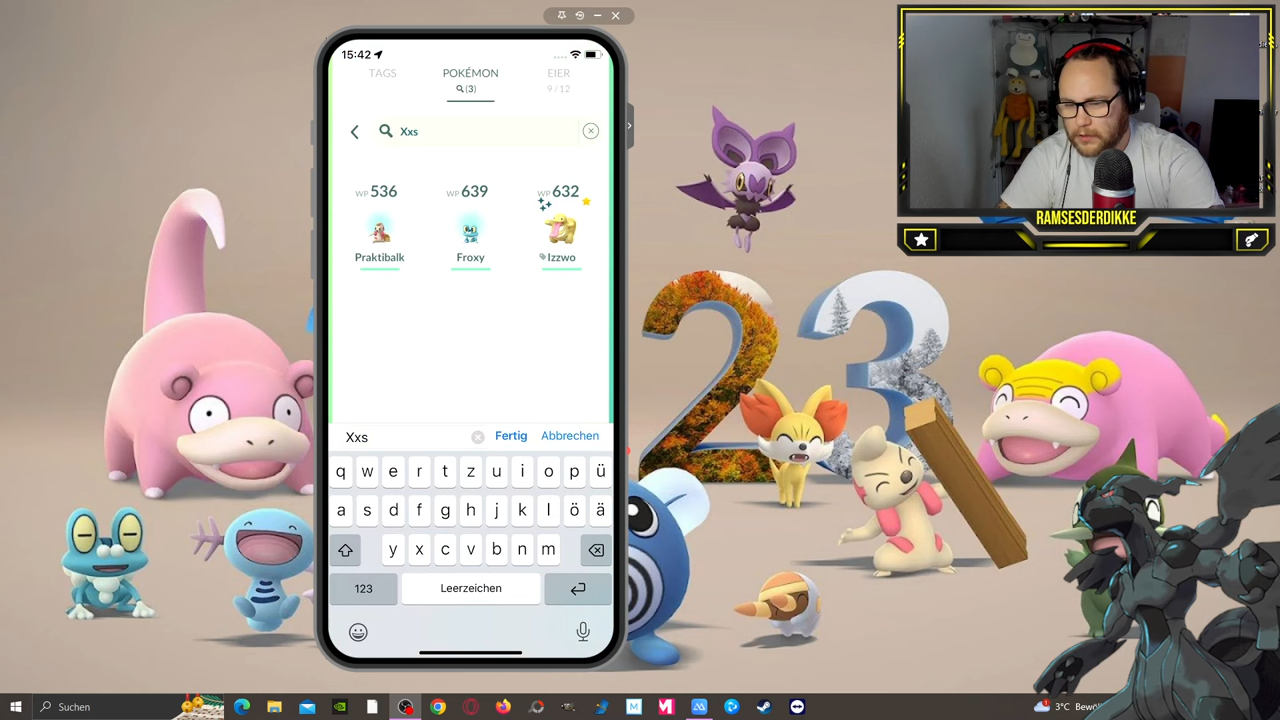 15:42
TAGS
POKÉMON
(3)
EIER
9 / 12
Xxs
WP 536
WP 639
WP 632
Praktibalk
Froxy
Izzwo
Xxs
Fertig
Abbrechen
q w e r t z u i o p ü
a s d f g h j k l ö ä
y x c v b n m
123
Leerzeichen
23
RAMSESDERDIKKE
Suchen
3°C Bewöl